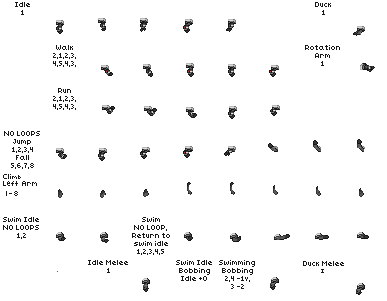 Idle
1
Duck
1
Walk
2,1,2,3,
4,5,4,3,
Rotation
Arm
1
Run
2,1,2,3,
4,5,4,3,
NO LOOPS
Jump
1,2,3,4
Fall
5,6,7,8
Climb
Left Arm
1-8
Swim Idle
NO LOOPS
1,2
Swim
NO LOOP,
Return to
swim idle
1,2,3,4,5
Idle Melee
1
Swim Idle
Bobbing
Idle +0
Swimming
Bobbing
2,4 -1v,
3 -2
Duck Melee
1